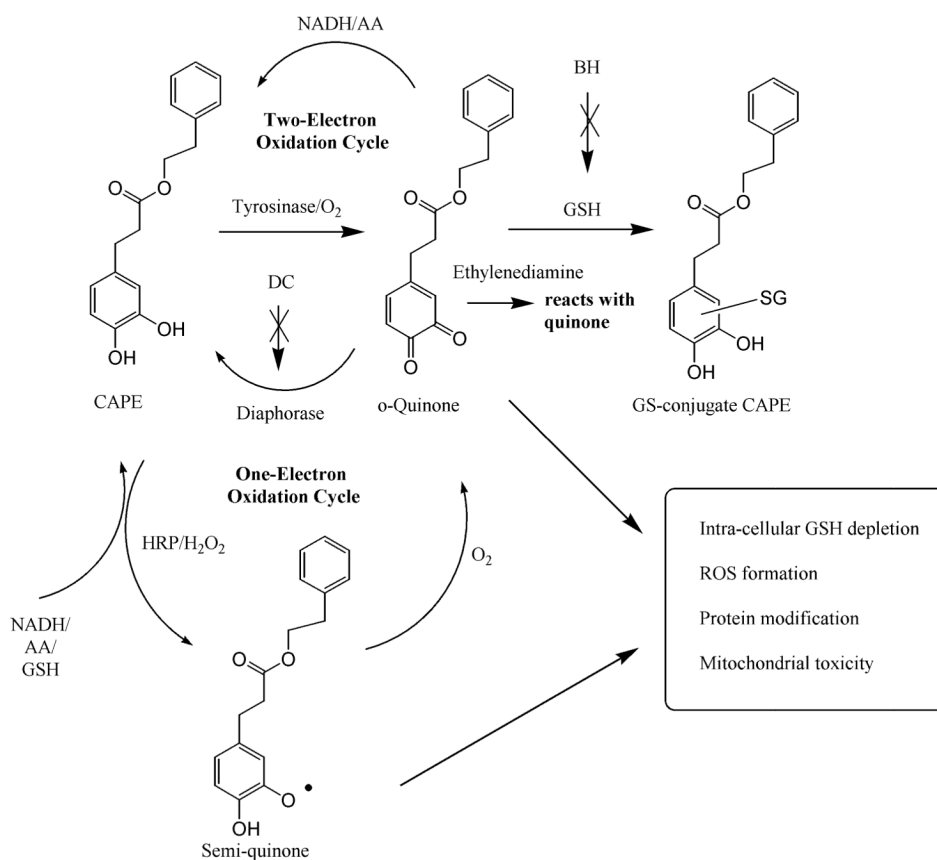 NADH/AA
BH
Two-Electron
Oxidation Cycle
Tyrosinase/O₂
GSH
DC
Ethylenediamine
reacts with
quinone
Diaphorase
O
O
OH
OH
CAPE
O
O
O
O
o-Quinone
O
O
SG
OH
OH
GS-conjugate CAPE
One-Electron
Oxidation Cycle
HRP/H₂O₂
O₂
NADH/
AA/
GSH
O
O
O
OH
Semi-quinone
Intra-cellular GSH depletion
ROS formation
Protein modification
Mitochondrial toxicity